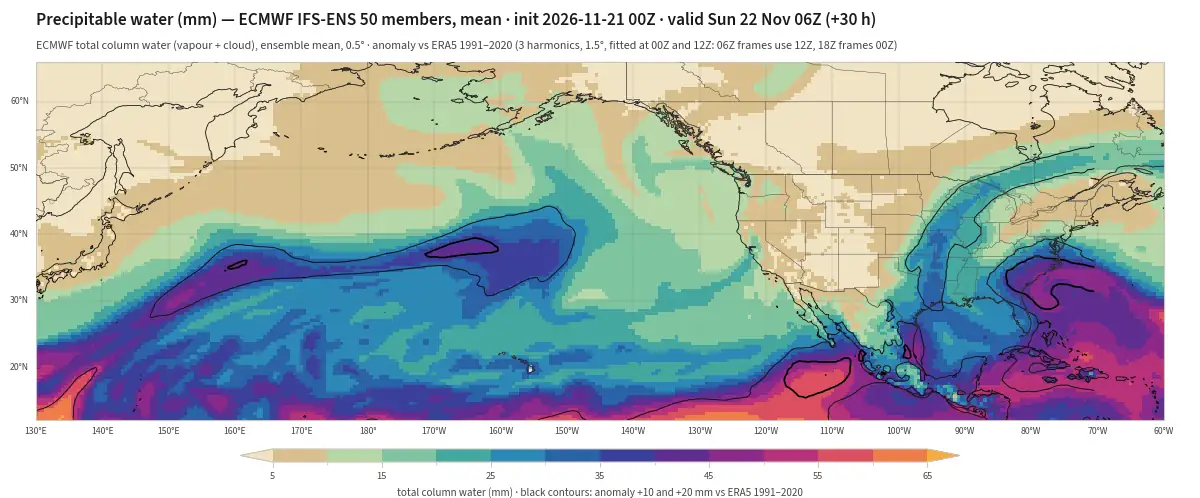 Precipitable water (mm) — ECMWF IFS-ENS 50 members, mean · init 2026-11-21 00Z · valid Sun 22 Nov 06Z (+30 h)
ECMWF total column water (vapour + cloud), ensemble mean, 0.5° · anomaly vs ERA5 1991–2020 (3 harmonics, 1.5°, fitted at 00Z and 12Z: 06Z frames use 12Z, 18Z frames 00Z)
60°N
50°N
40°N
30°N
20°N
130°E 140°E 150°E 160°E 170°E 180° 170°W 160°W 150°W 140°W 130°W 120°W 110°W 100°W 90°W 80°W 70°W 60°W
5 15 25 35 45 55 65
total column water (mm) · black contours: anomaly +10 and +20 mm vs ERA5 1991–2020